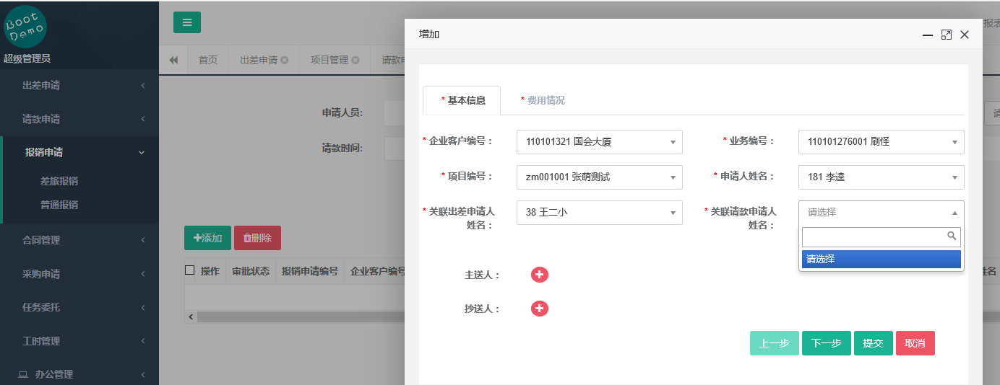 Boot
Demo
超级管理员
出差申请
请款申请
报销申请
差旅报销
普通报销
合同管理
采购申请
任务委托
工时管理
办公管理
首页
出差申请
项目管理
请款申
申请人员:
请款时间:
添加
删除
操作
审批状态
报销申请编号
企业客户编号
报表
请
姓名
增加
* 基本信息
* 费用情况
* 企业客户编号：
110101321 国会大厦
* 业务编号：
110101276001 刷怪
* 项目编号：
zm001001 张萌测试
* 申请人姓名：
181 李逵
* 关联出差申请人
姓名：
38 王二小
* 关联请款申请人
姓名：
请选择
请选择
主送人：
抄送人：
上一步
下一步
提交
取消